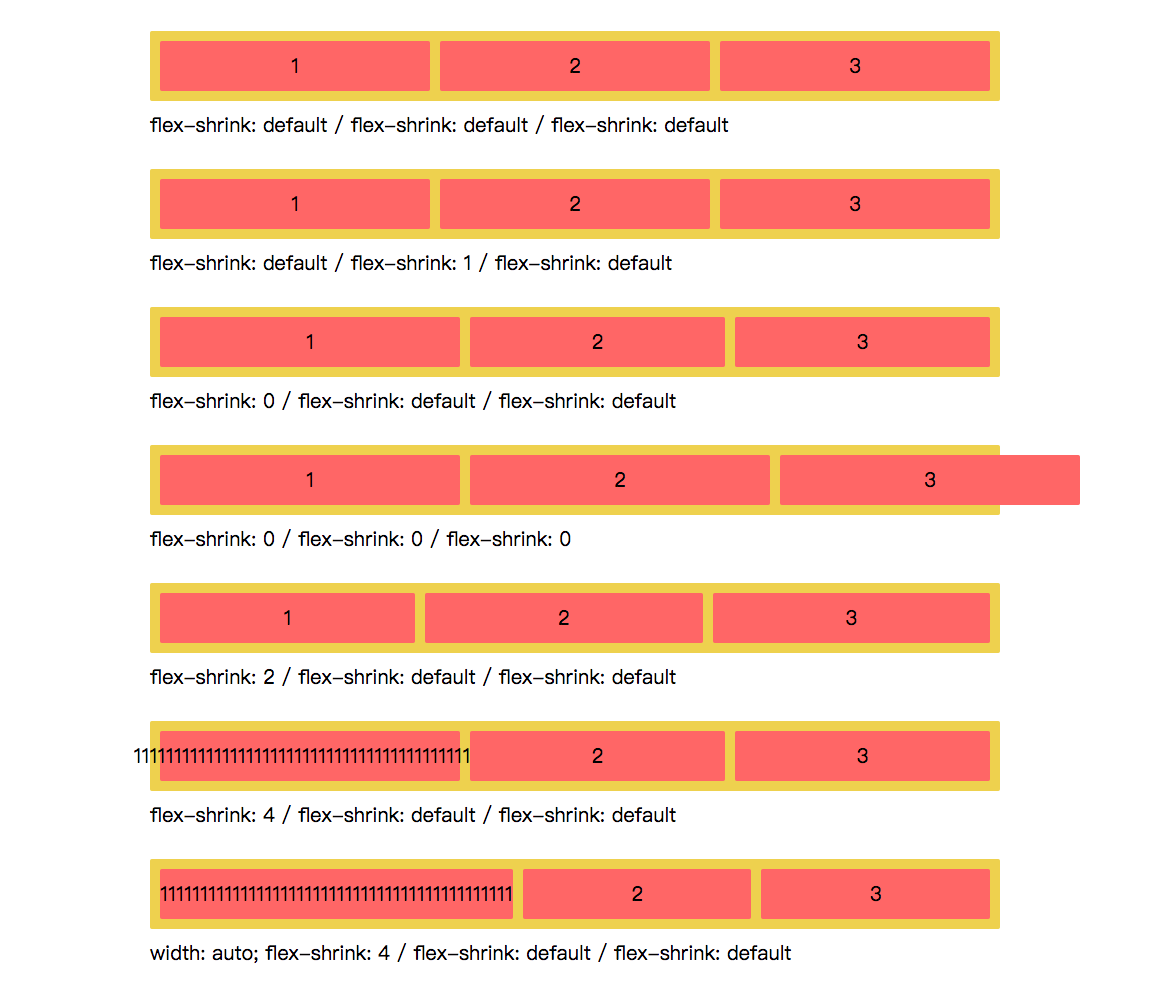 1 2 3
flex-shrink: default / flex-shrink: default / flex-shrink: default
1 2 3
flex-shrink: default / flex-shrink: 1 / flex-shrink: default
1 2 3
flex-shrink: 0 / flex-shrink: default / flex-shrink: default
1 2 3
flex-shrink: 0 / flex-shrink: 0 / flex-shrink: 0
1 2 3
flex-shrink: 2 / flex-shrink: default / flex-shrink: default
11111111111111111111111111111111111111111 2 3
flex-shrink: 4 / flex-shrink: default / flex-shrink: default
1111111111111111111111111111111111111111111 2 3
width: auto; flex-shrink: 4 / flex-shrink: default / flex-shrink: default